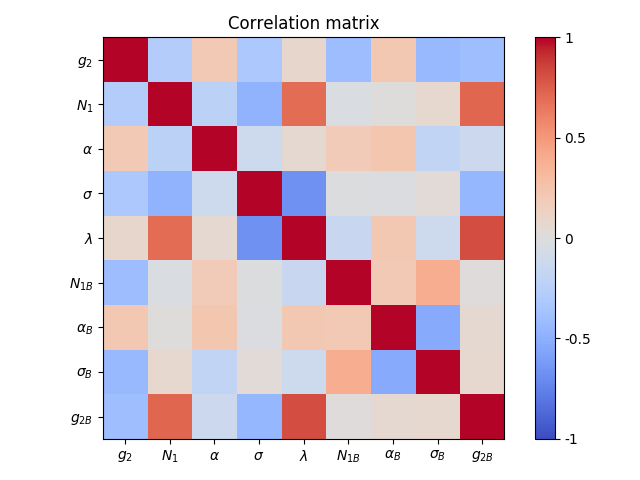 Correlation matrix
g₂
N₁
α
σ
λ
N₁B
αB
σB
g₂B
g₂ N₁ α σ λ N₁B αB σB g₂B
1
0.5
0
-0.5
-1